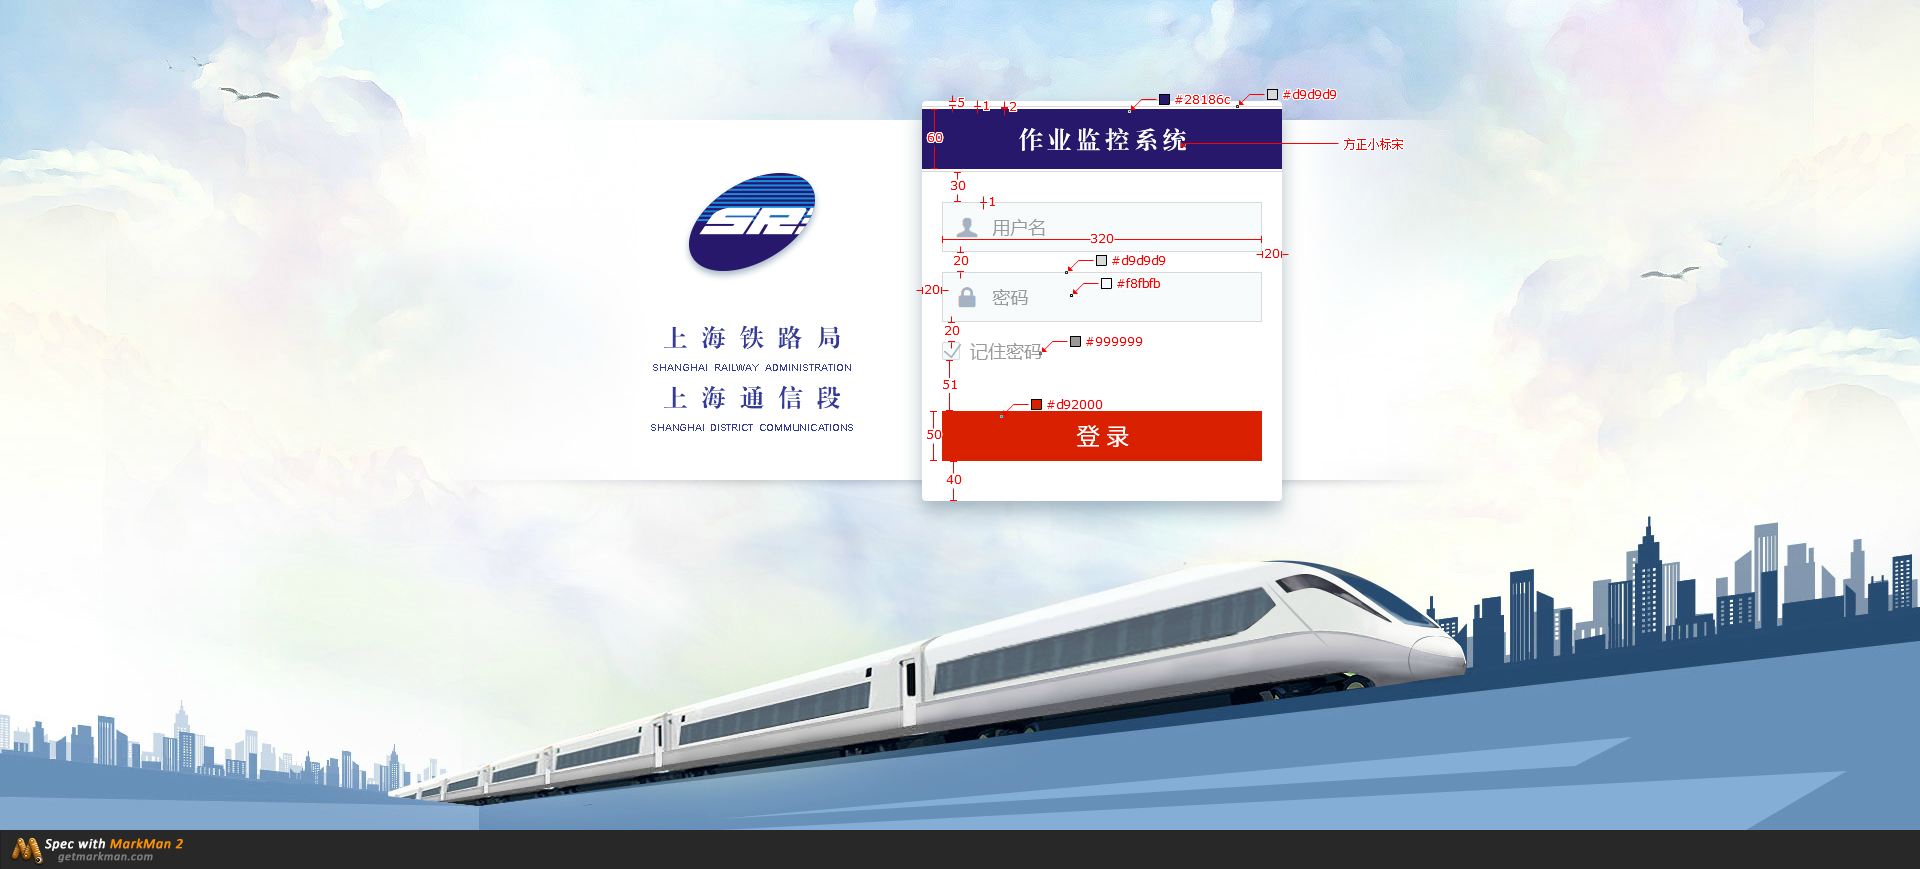 5
1
2
#28186c
#d9d9d9
60
作业监控系统
方正小标宋
30
1
SR
用户名
320
20
20
#d9d9d9
#f8fbfb
20
密码
20
上海铁路局
记住密码
#999999
SHANGHAI RAILWAY ADMINISTRATION
51
上海通信段
#d92000
SHANGHAI DISTRICT COMMUNICATIONS
50
登录
40
Spec with MarkMan 2
getmarkman.com